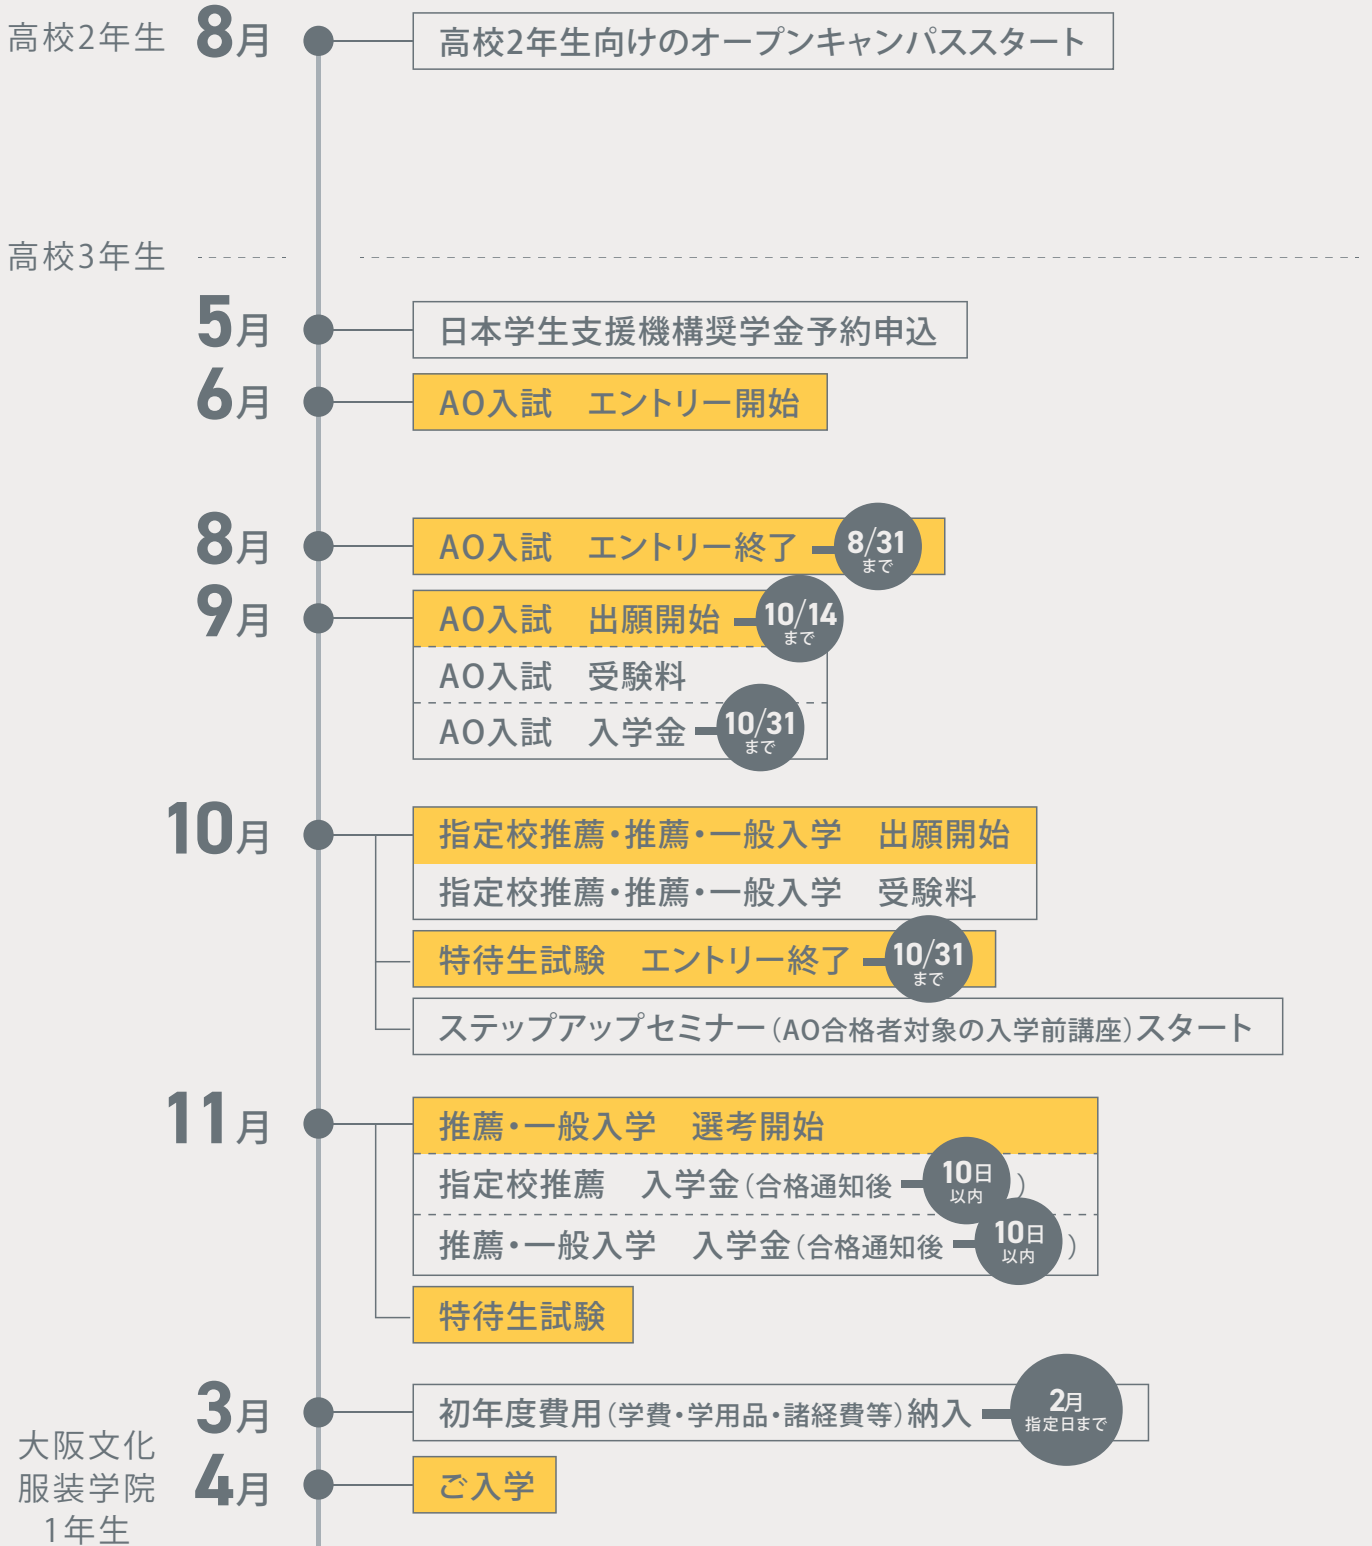 高校2年生 8月 高校2年生向けのオープンキャンパススタート
高校3年生
5月 日本学生支援機構奨学金予約申込
6月 AO入試 エントリー開始
8月 AO入試 エントリー終了 8/31まで
9月 AO入試 出願開始 10/14まで
AO入試 受験料
AO入試 入学金 10/31まで
10月 指定校推薦・推薦・一般入学 出願開始
指定校推薦・推薦・一般入学 受験料
特待生試験 エントリー終了 10/31まで
ステップアップセミナー（AO合格者対象の入学前講座）スタート
11月 推薦・一般入学 選考開始
指定校推薦 入学金（合格通知後 10日以内）
推薦・一般入学 入学金（合格通知後 10日以内）
特待生試験
3月 初年度費用（学費・学用品・諸経費等）納入 2月指定日まで
大阪文化
服装学院
1年生
4月 ご入学